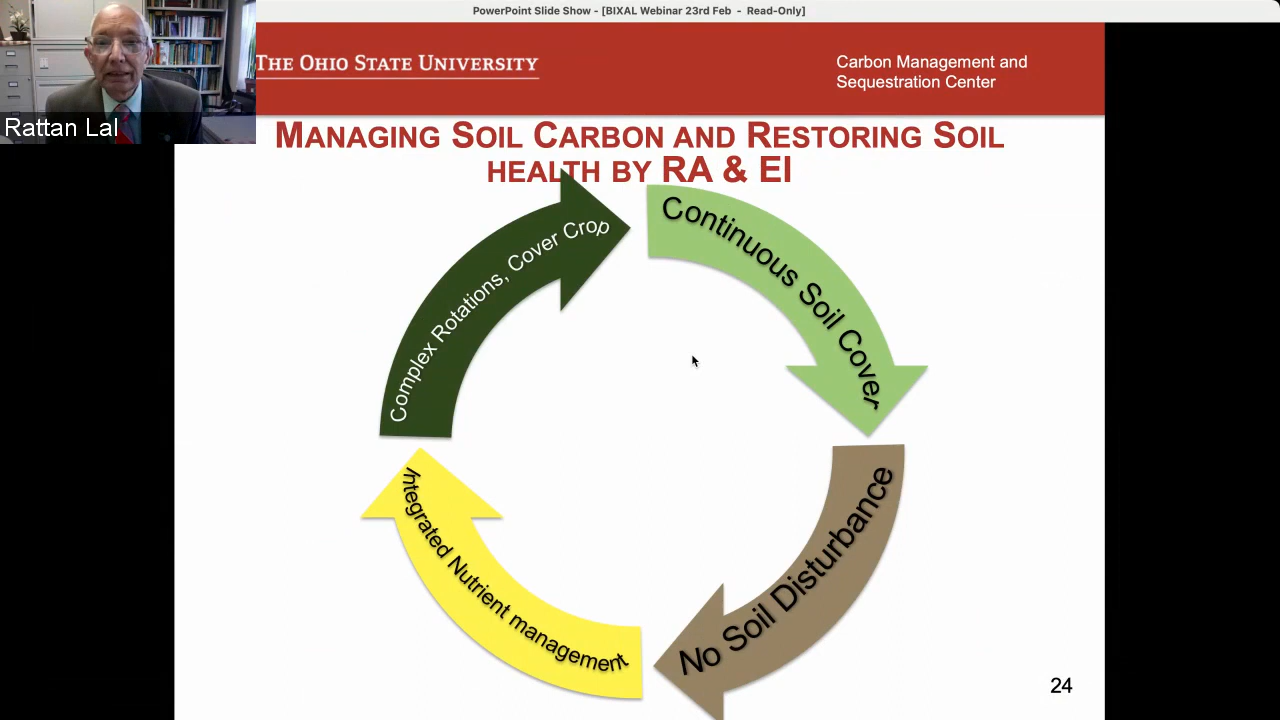 PowerPoint Slide Show - [BIXAL Webinar 23rd Feb - Read-Only]
THE OHIO STATE UNIVERSITY
Carbon Management and
Sequestration Center
Rattan Lal
MANAGING SOIL CARBON AND RESTORING SOIL
HEALTH BY RA & EI
Complex Rotations, Cover Crop
Continuous Soil Cover
Integrated Nutrient management
No Soil Disturbance
24